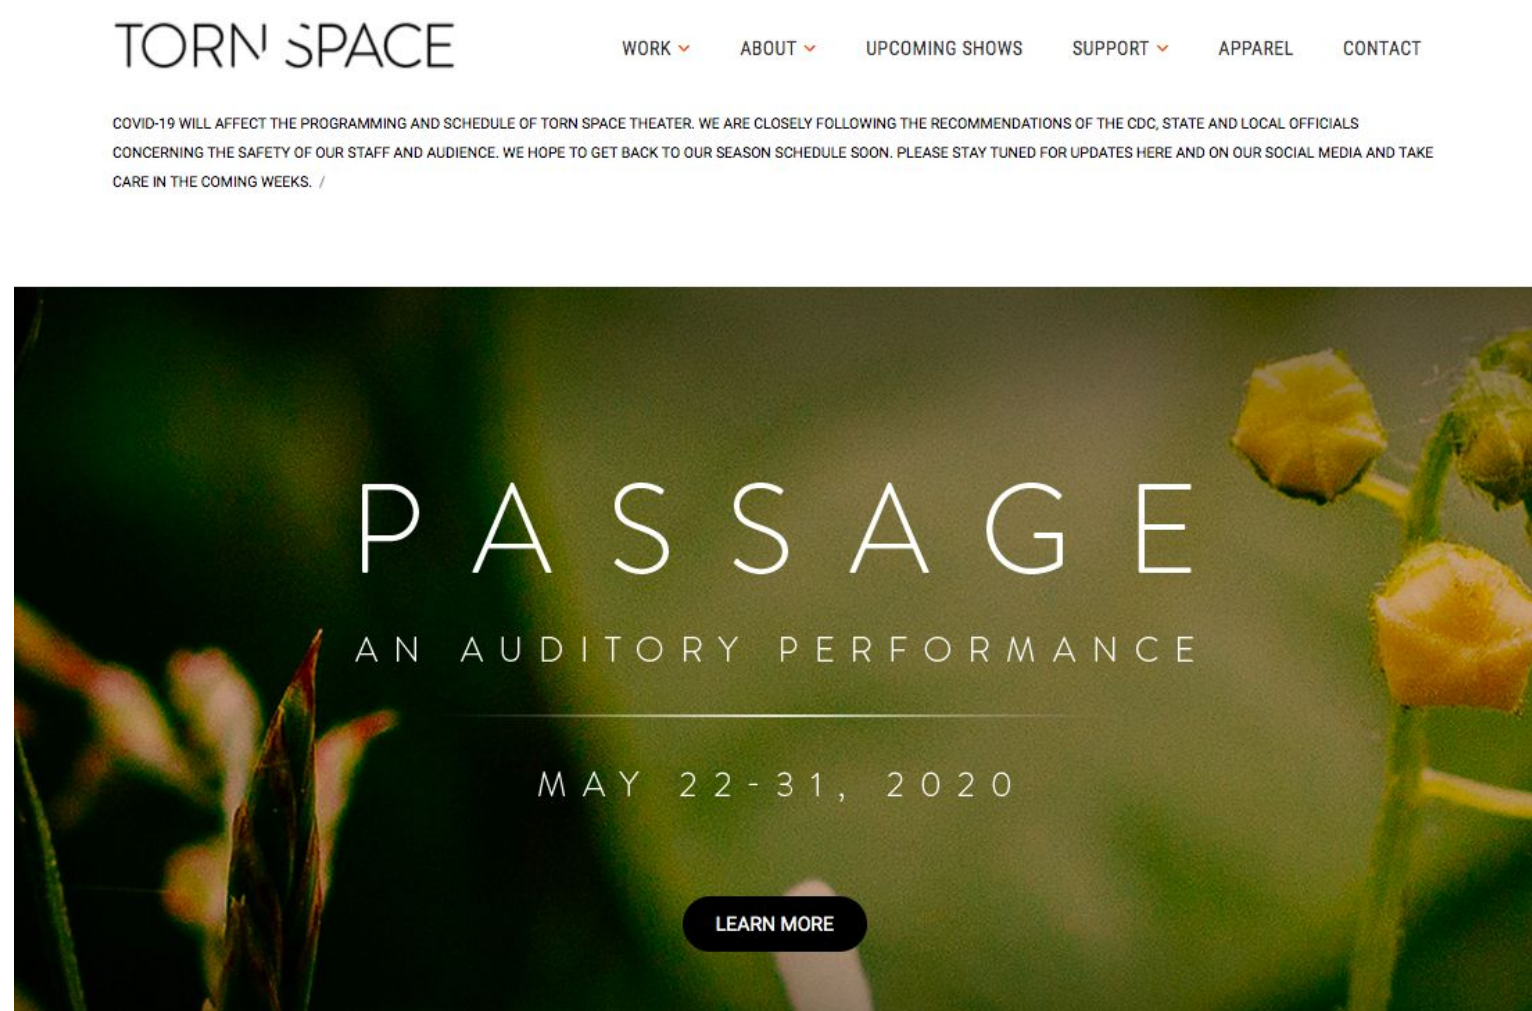 TORN SPACE
WORK
ABOUT
UPCOMING SHOWS
SUPPORT
APPAREL
CONTACT
COVID-19 WILL AFFECT THE PROGRAMMING AND SCHEDULE OF TORN SPACE THEATER. WE ARE CLOSELY FOLLOWING THE RECOMMENDATIONS OF THE CDC, STATE AND LOCAL OFFICIALS
CONCERNING THE SAFETY OF OUR STAFF AND AUDIENCE. WE HOPE TO GET BACK TO OUR SEASON SCHEDULE SOON. PLEASE STAY TUNED FOR UPDATES HERE AND ON OUR SOCIAL MEDIA AND TAKE
CARE IN THE COMING WEEKS. /
PASSAGE
AN AUDITORY PERFORMANCE
MAY 22-31, 2020
LEARN MORE